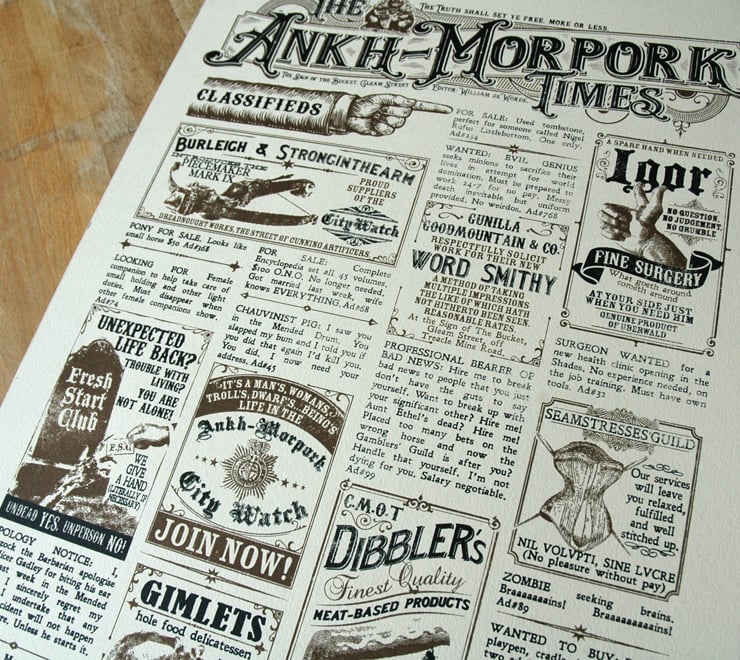 THE
THE TRUTH SHALL SET YE FREE, MORE OR LESS.
ANKH-MORPORK
TIMES
THE SIGN OF THE BUCKET, GLEAM STREET
EDITOR: WILLIAM DE WORDE.
CLASSIFIEDS
BURLEIGH & STRONGINTHEARM
PILEMAKER
MARK IX
PROUD
SUPPLIERS
OF THE
City Watch
DREADNOUGHT WORKS, THE STREET OF CUNNING ARTIFICERS.
PONY FOR SALE. Looks like
small horse $50 Ad#368
LOOKING FOR Female
companion to help take care
of small holding and other light
duties. Must disappear when
other female companions show.
Ad#74
UNEXPECTED
LIFE BACK?
TROUBLE WITH
LIVING?
YOU ARE
NOT ALONE!
Fresh
Start
Club
WE
GIVE
A HAND
(LITERALLY IF
NECESSARY)
UNDEAD YES, UNPERSON NO!
POLOGY NOTICE: I,
tock the Barbarian apologise
icer Gadley for biting his ear
st week in the Mended
I sincerely regret my
I undertake that any
cident will not happen
re. Unless he starts it.
FOR SALE: Complete
Encyclopedia set all 45 volumes.
$100 O.N.O. No longer needed.
Got married last week, wife
knows EVERYTHING. Ad#68
CHAUVINIST PIG: I saw you
in the Mended Drum. You
slapped my bum and I told you if
you did that again I'd kill you.
You did. I now need your
address. Ad#45
IT'S A MAN'S, WOMAN'S,
TROLL'S, DWARF'S...BEING'S
LIFE IN THE
Ankh-Morpork
City Watch
JOIN NOW!
GIMLETS
hole food delicatessen
FOR SALE: Used tombstone,
perfect for someone called Nigel
Rufus Littlebottom. One only.
Ad#234
WANTED: EVIL GENIUS
seeks minions to sacrifice their
lives in attempt for world
domination. Must be prepared to
work 24-7 for no pay. Messy
death inevitable but uniform
provided. No weirdos. Ad#768
GUNILLA
GOODMOUNTAIN & CO.
RESPECTFULLY SOLICIT
WORK FOR THEIR NEW
WORD SMITHY
A METHOD OF TAKING
MULTIPLE IMPRESSIONS
THE LIKE OF WHICH HATH
NOT HITHERTO BEEN SEEN.
REASONABLE RATES.
At the Sign of The Bucket,
Gleam Street, off
Treacle Mine Road.
PROFESSIONAL BEARER OF
BAD NEWS: Hire me to break
bad news to people that you just
don't have the guts to say
yourself. Want to break up with
your significant other? Hire me!
Aunt Ethel's dead? Hire me!
Placed too many bets on the
wrong horse and now the
Gamblers' Guild is after you?
Handle that yourself, I'm not
dying for you. Salary negotiable.
Ad#99
C.M.O.T
DIBBLER'S
Finest Quality
MEAT-BASED PRODUCTS
A SPARE HAND WHEN NEEDED
Igor
NO QUESTION,
NO JUDGEMENT,
NO GRUMBLE
FINE SURGERY
What goeth around
cometh around
AT YOUR SIDE JUST
WHEN YOU NEED HIM
GENUINE PRODUCT
OF UBERWALD
SURGEON WANTED for a
new health clinic opening in the
Shades. No experience needed, on
the job training. Must have own
tools. Ad#32
SEAMSTRESSES' GUILD
Our services
will leave
you relaxed,
fulfilled
and well
stitched up.
NIL VOLVPTI, SINE LVCRE
(No pleasure without pay)
ZOMBIE seeking brains.
Braaaaaaains! Braaaaaaains!
Ad#89
WANTED TO BUY:
playpen, cradl
two